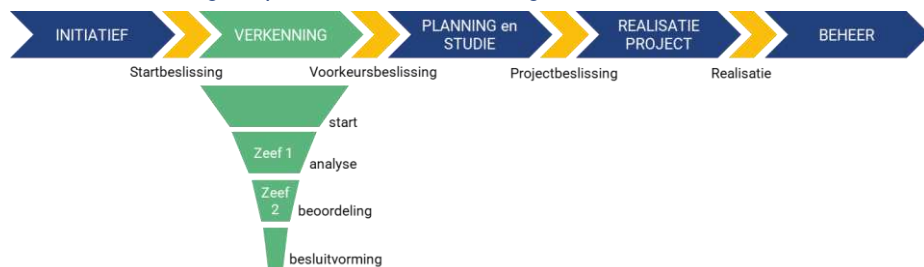 INITIATIEF
VERKENNING
PLANNING en
STUDIE
REALISATIE
PROJECT
BEHEER
Startbeslissing
Voorkeursbeslissing
Projectbeslissing
Realisatie
start
Zeef 1
analyse
Zeef
2
beoordeling
besluitvorming